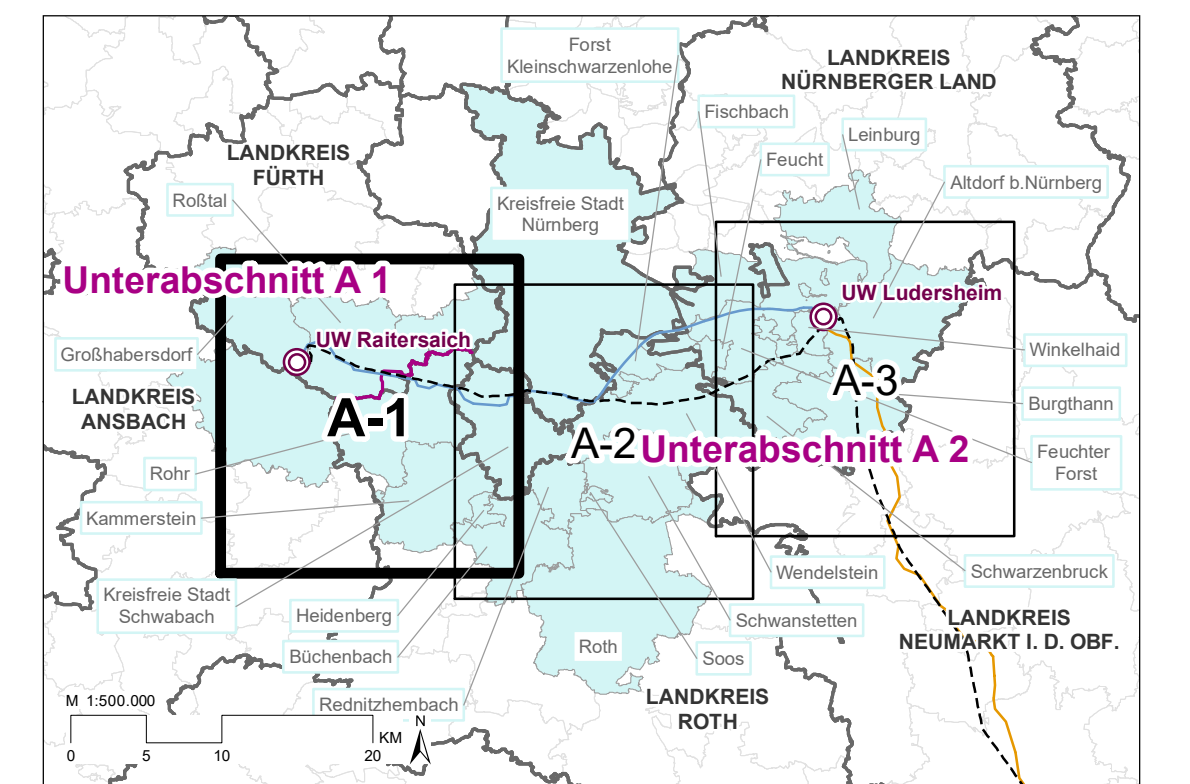 Forst
Kleinschwarzenlohe
LANDKREIS
NÜRNBERGER LAND
Fischbach
Leinburg
LANDKREIS
FÜRTH
Feucht
Altdorf b.Nürnberg
Roßtal
Kreisfreie Stadt
Nürnberg
Unterabschnitt A 1
UW Ludersheim
UW Raitersaich
Großhabersdorf
Winkelhaid
LANDKREIS
ANSBACH
A-1
A-3
Burgthann
A-2
Unterabschnitt A 2
Feuchter
Forst
Rohr
Kammerstein
Wendelstein
Schwarzenbruck
Kreisfreie Stadt
Schwabach
Heidenberg
Schwanstetten
LANDKREIS
NEUMARKT I. D. OBF.
Büchenbach
Roth
Soos
Rednitzhembach
LANDKREIS
ROTH
M 1:500.000
N
KM
0 5 10 20